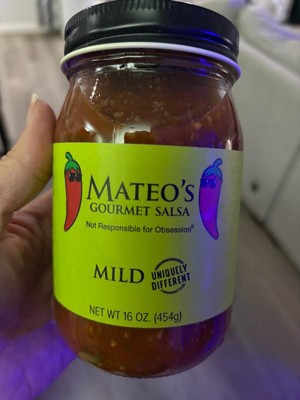 MATEO'S
GOURMET SALSA
Not Responsible for Obsession®
MILD
UNIQUELY
DIFFERENT
NET WT 16 OZ. (454g)